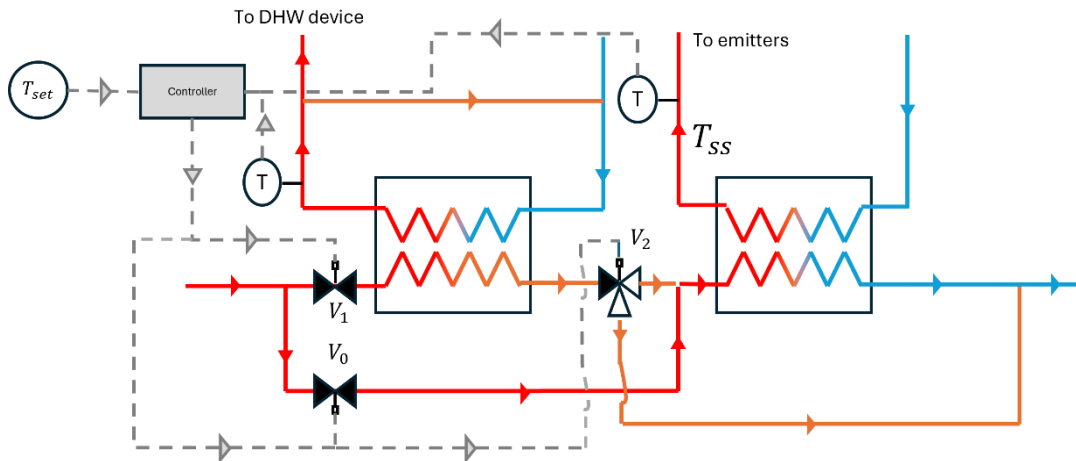 To DHW device
To emitters
T_set
Controller
T
T_SS
T
V_2
V_1
V_0